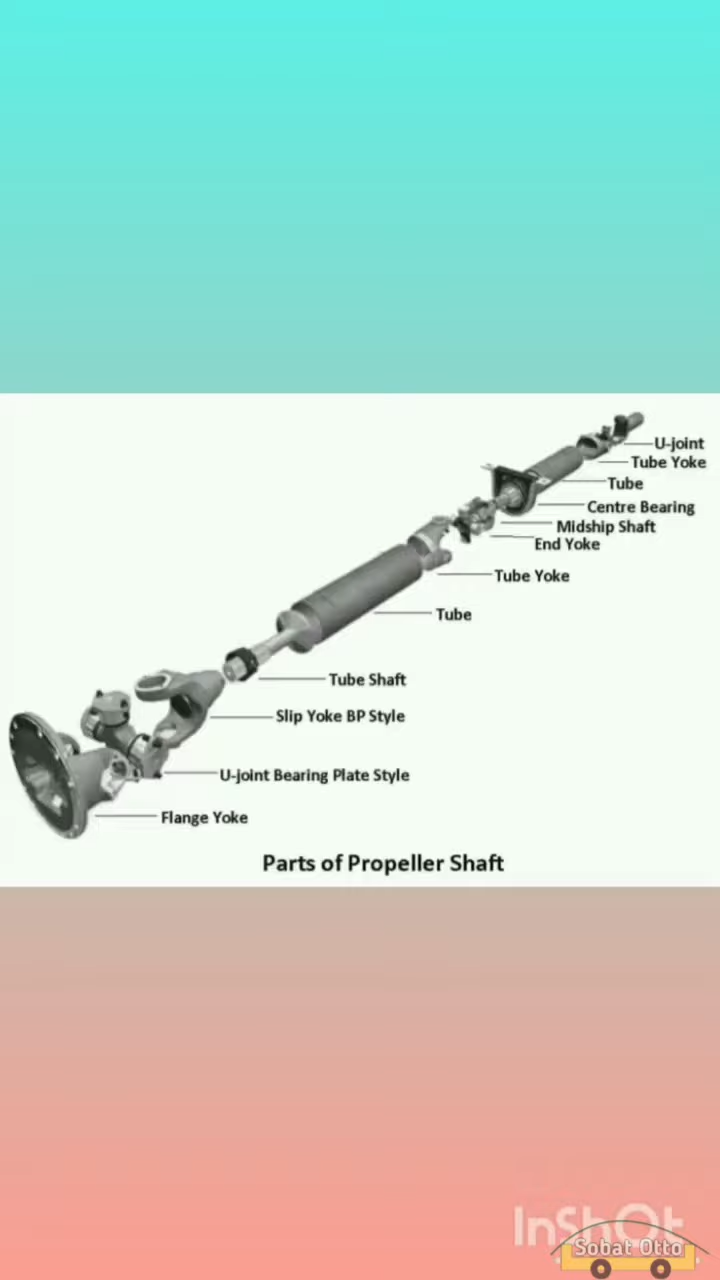 U-joint
Tube Yoke
Tube
Centre Bearing
Midship Shaft
End Yoke
Tube Yoke
Tube
Tube Shaft
Slip Yoke BP Style
U-joint Bearing Plate Style
Flange Yoke
Parts of Propeller Shaft
InShOt
Sobat Otto